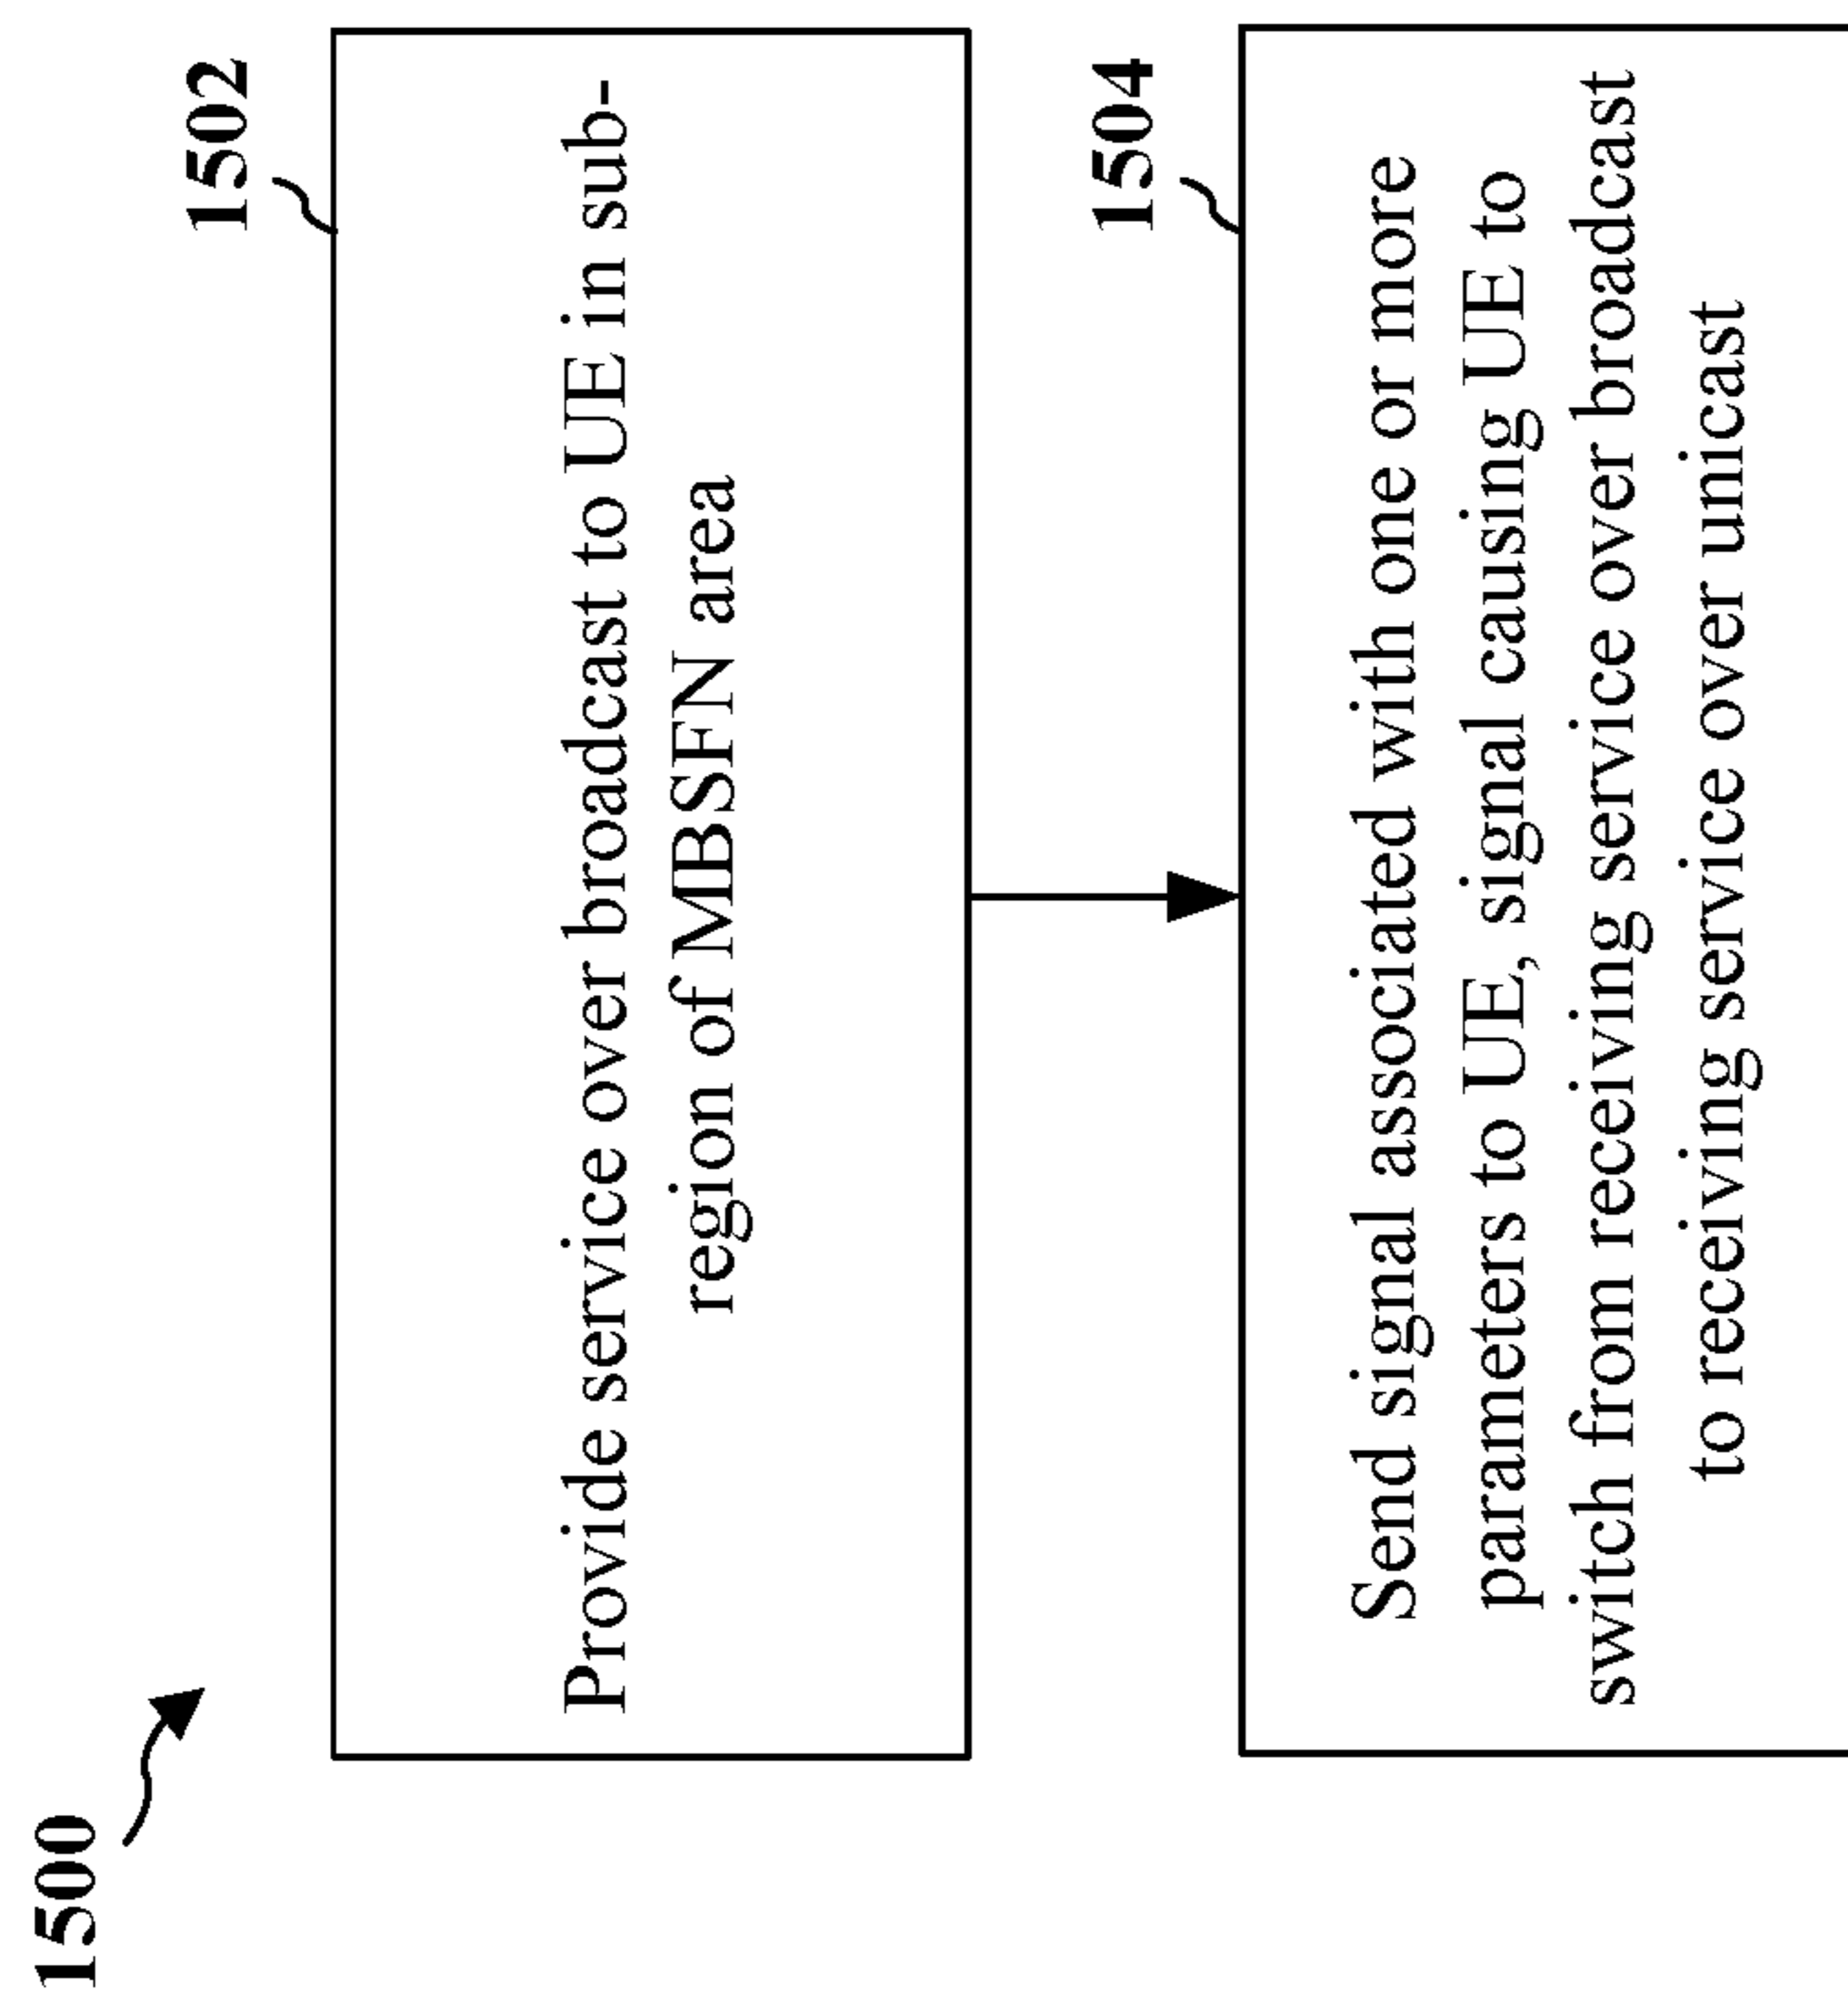 1500
1502
Provide service over broadcast to UE in sub-
region of MBSFN area
1504
Send signal associated with one or more
parameters to UE, signal causing UE to
switch from receiving service over broadcast
to receiving service over unicast